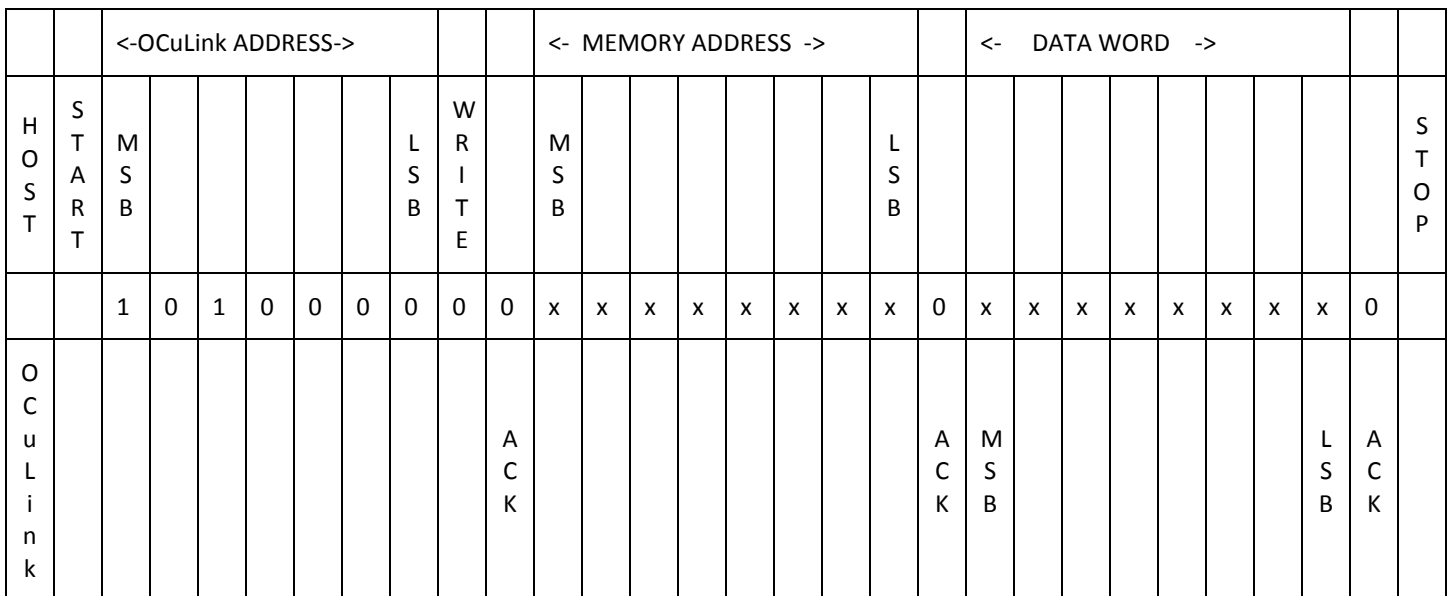 <-OCuLink ADDRESS-> <- MEMORY ADDRESS -> <- DATA WORD ->
HOST START MSB LSB WRITE MSB LSB STOP
1 0 1 0 0 0 0 0 0 x x x x x x x x 0 x x x x x x x x 0
OCuLink ACK ACK MSB LSB ACK